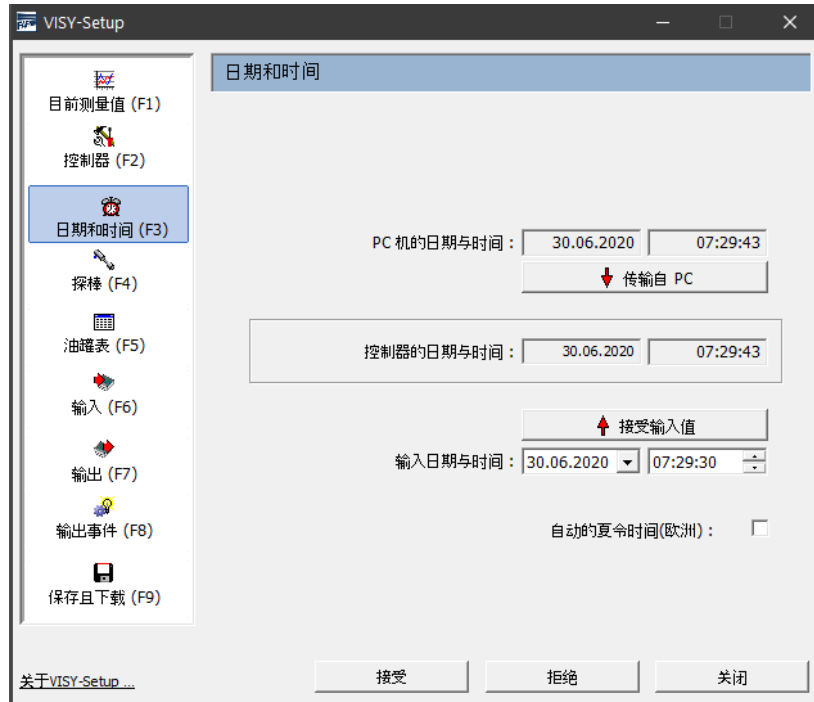 VISY-Setup
目前测量值 (F1)
控制器 (F2)
日期和时间 (F3)
探棒 (F4)
油罐表 (F5)
输入 (F6)
输出 (F7)
输出事件 (F8)
保存且下载 (F9)
关于VISY-Setup ...
日期和时间
PC 机的日期与时间： 30.06.2020 07:29:43
传输自 PC
控制器的日期与时间： 30.06.2020 07:29:43
接受输入值
输入日期与时间： 30.06.2020 07:29:30
自动的夏令时间(欧洲)：
接受 拒绝 关闭